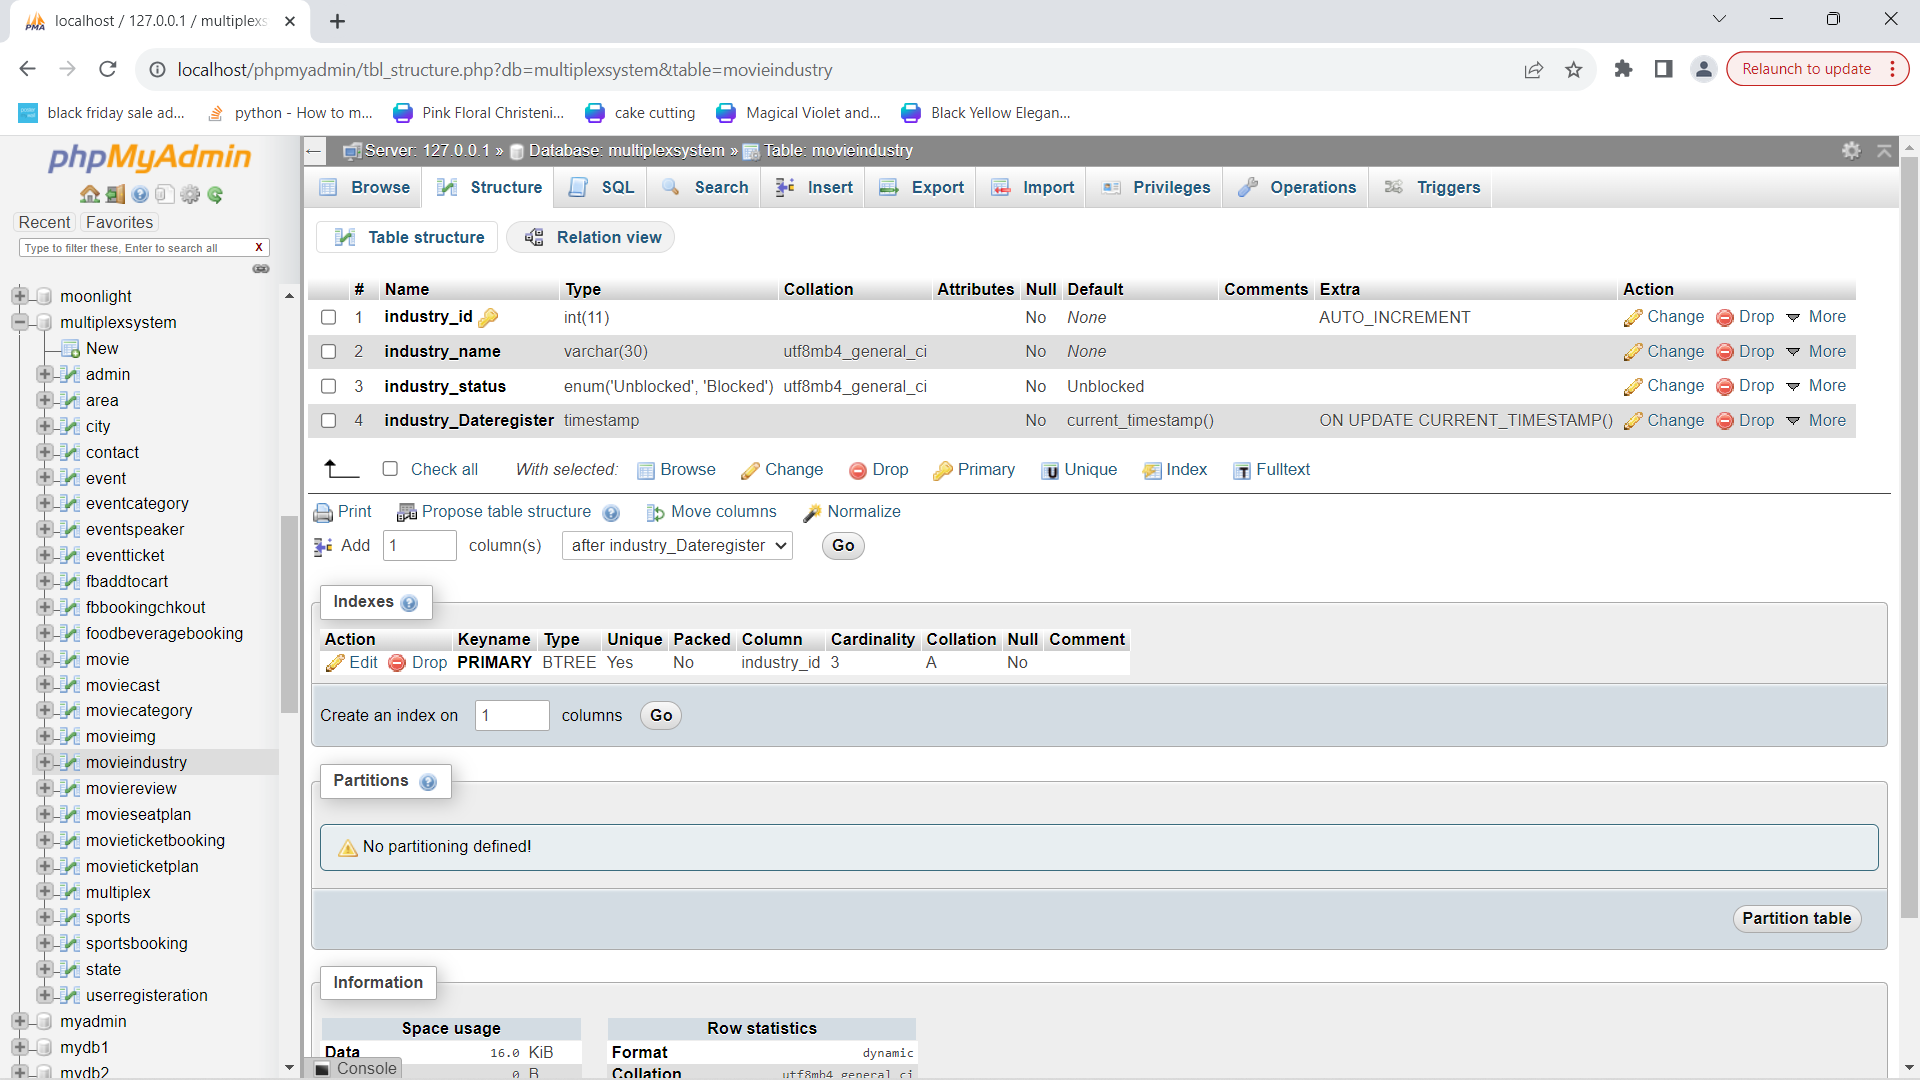 localhost / 127.0.0.1 / multiplexs
localhost/phpmyadmin/tbl_structure.php?db=multiplexsystem&table=movieindustry
Relaunch to update
black friday sale ad...
python - How to m...
Pink Floral Christeni...
cake cutting
Magical Violet and...
Black Yellow Elegan...
phpMyAdmin
Recent Favorites
Type to filter these, Enter to search all X
moonlight
multiplexsystem
New
admin
area
city
contact
event
eventcategory
eventspeaker
eventticket
fbaddtocart
fbbookingchkout
foodbeveragebooking
movie
moviecast
moviecategory
movieimg
movieindustry
moviereview
movieseatplan
movieticketbooking
movieticketplan
multiplex
sports
sportsbooking
state
userregisteration
myadmin
mydb1
mydb2
Server: 127.0.0.1 » Database: multiplexsystem » Table: movieindustry
Browse Structure SQL Search Insert Export Import Privileges Operations Triggers
Table structure Relation view
# Name Type Collation Attributes Null Default Comments Extra Action
1 industry_id int(11) No None AUTO_INCREMENT Change Drop More
2 industry_name varchar(30) utf8mb4_general_ci No None Change Drop More
3 industry_status enum('Unblocked', 'Blocked') utf8mb4_general_ci No Unblocked Change Drop More
4 industry_Dateregister timestamp No current_timestamp() ON UPDATE CURRENT_TIMESTAMP() Change Drop More
Check all With selected: Browse Change Drop Primary Unique Index Fulltext
Print Propose table structure Move columns Normalize
Add 1 column(s) after industry_Dateregister Go
Indexes
Action Keyname Type Unique Packed Column Cardinality Collation Null Comment
Edit Drop PRIMARY BTREE Yes No industry_id 3 A No
Create an index on 1 columns Go
Partitions
No partitioning defined!
Partition table
Information
Space usage
Data 16.0 KiB
0 B
Row statistics
Format dynamic
Collation utf8mb4_general_ci
Console